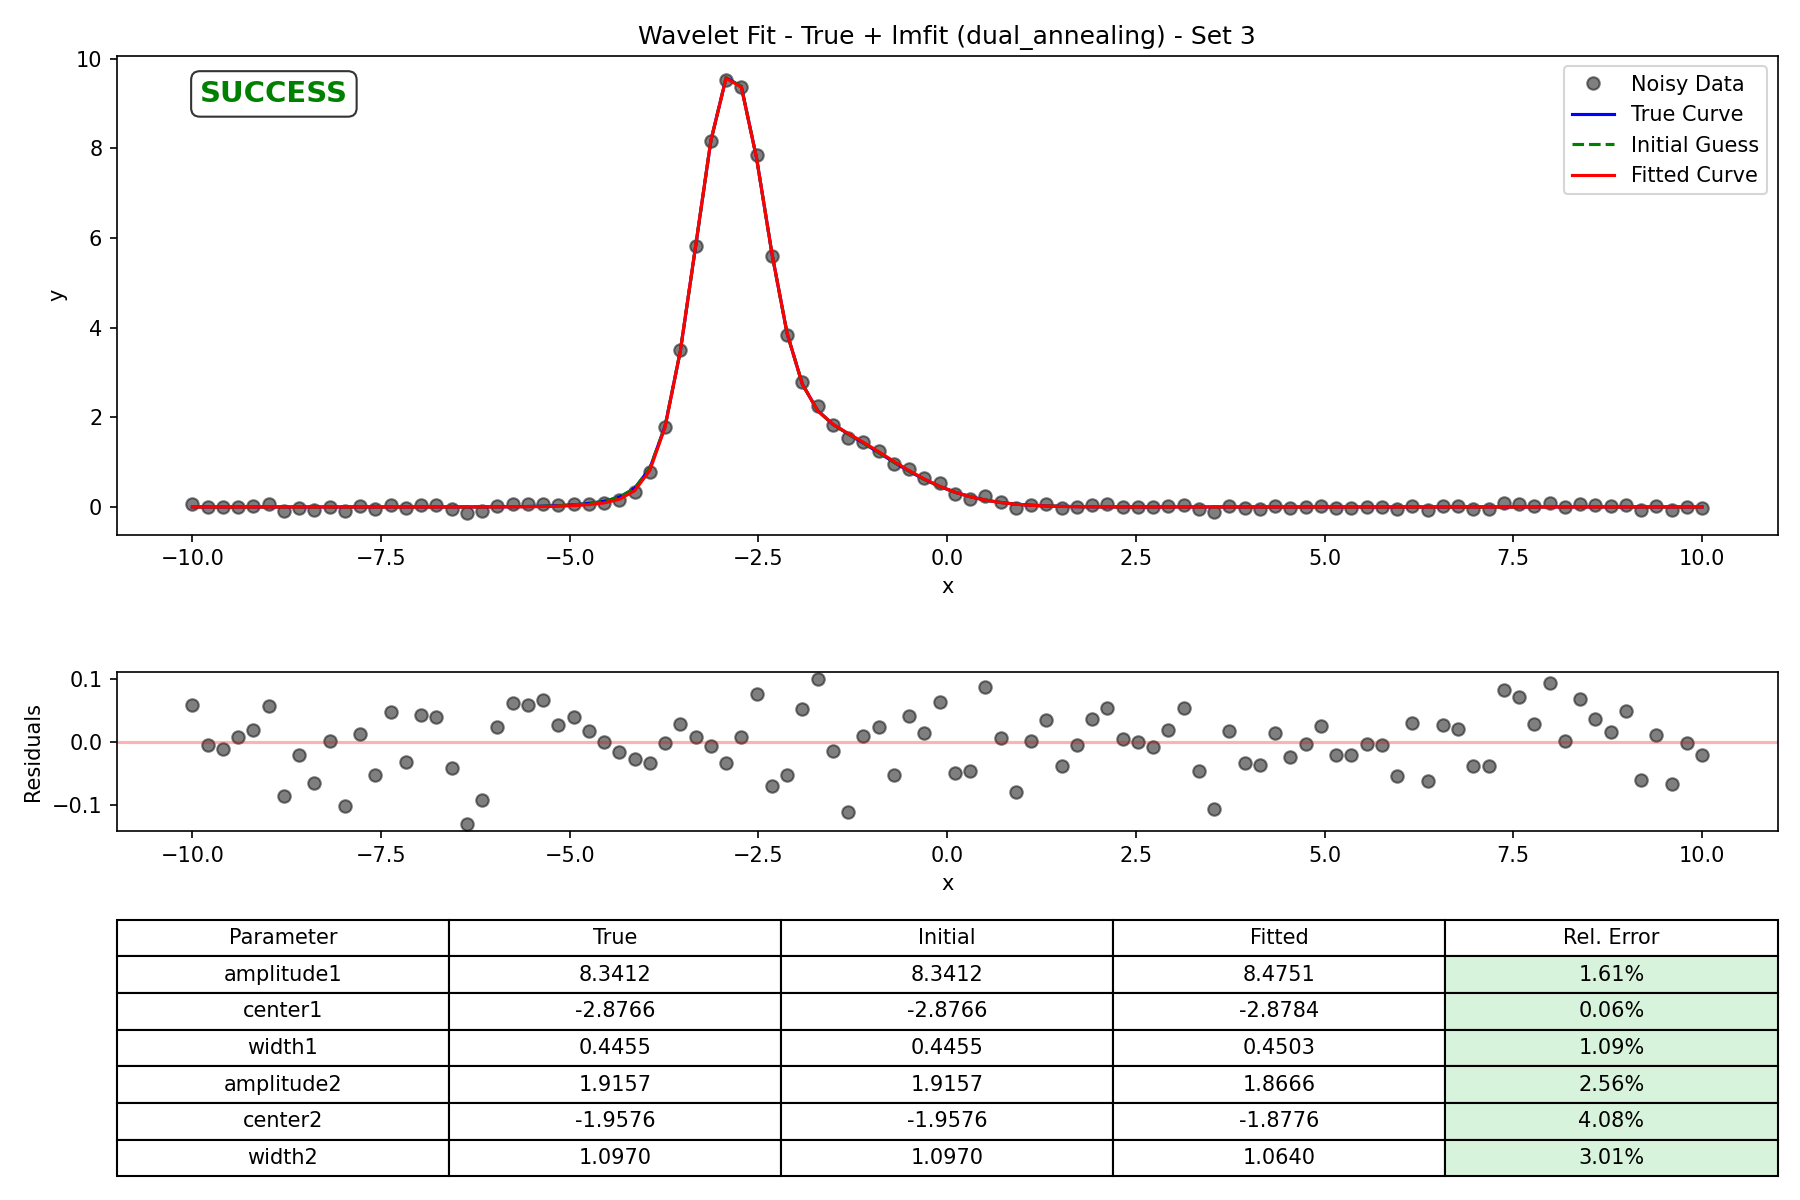 Wavelet Fit - True + lmfit (dual_annealing) - Set 3
SUCCESS
Noisy Data
True Curve
Initial Guess
Fitted Curve
10
8
6
4
2
0
y
−10.0 −7.5 −5.0 −2.5 0.0 2.5 5.0 7.5 10.0
x
0.1
0.0
−0.1
Residuals
−10.0 −7.5 −5.0 −2.5 0.0 2.5 5.0 7.5 10.0
x
Parameter True Initial Fitted Rel. Error
amplitude1 8.3412 8.3412 8.4751 1.61%
center1 -2.8766 -2.8766 -2.8784 0.06%
width1 0.4455 0.4455 0.4503 1.09%
amplitude2 1.9157 1.9157 1.8666 2.56%
center2 -1.9576 -1.9576 -1.8776 4.08%
width2 1.0970 1.0970 1.0640 3.01%